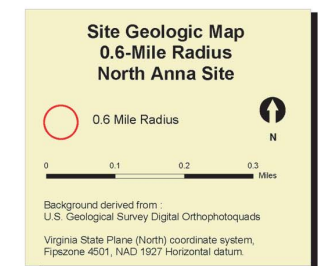 Site Geologic Map
0.6-Mile Radius
North Anna Site
0.6 Mile Radius
N
0 0.1 0.2 0.3
Miles
Background derived from :
U.S. Geological Survey Digital Orthophotoquads
Virginia State Plane (North) coordinate system,
Fipszone 4501, NAD 1927 Horizontal datum.